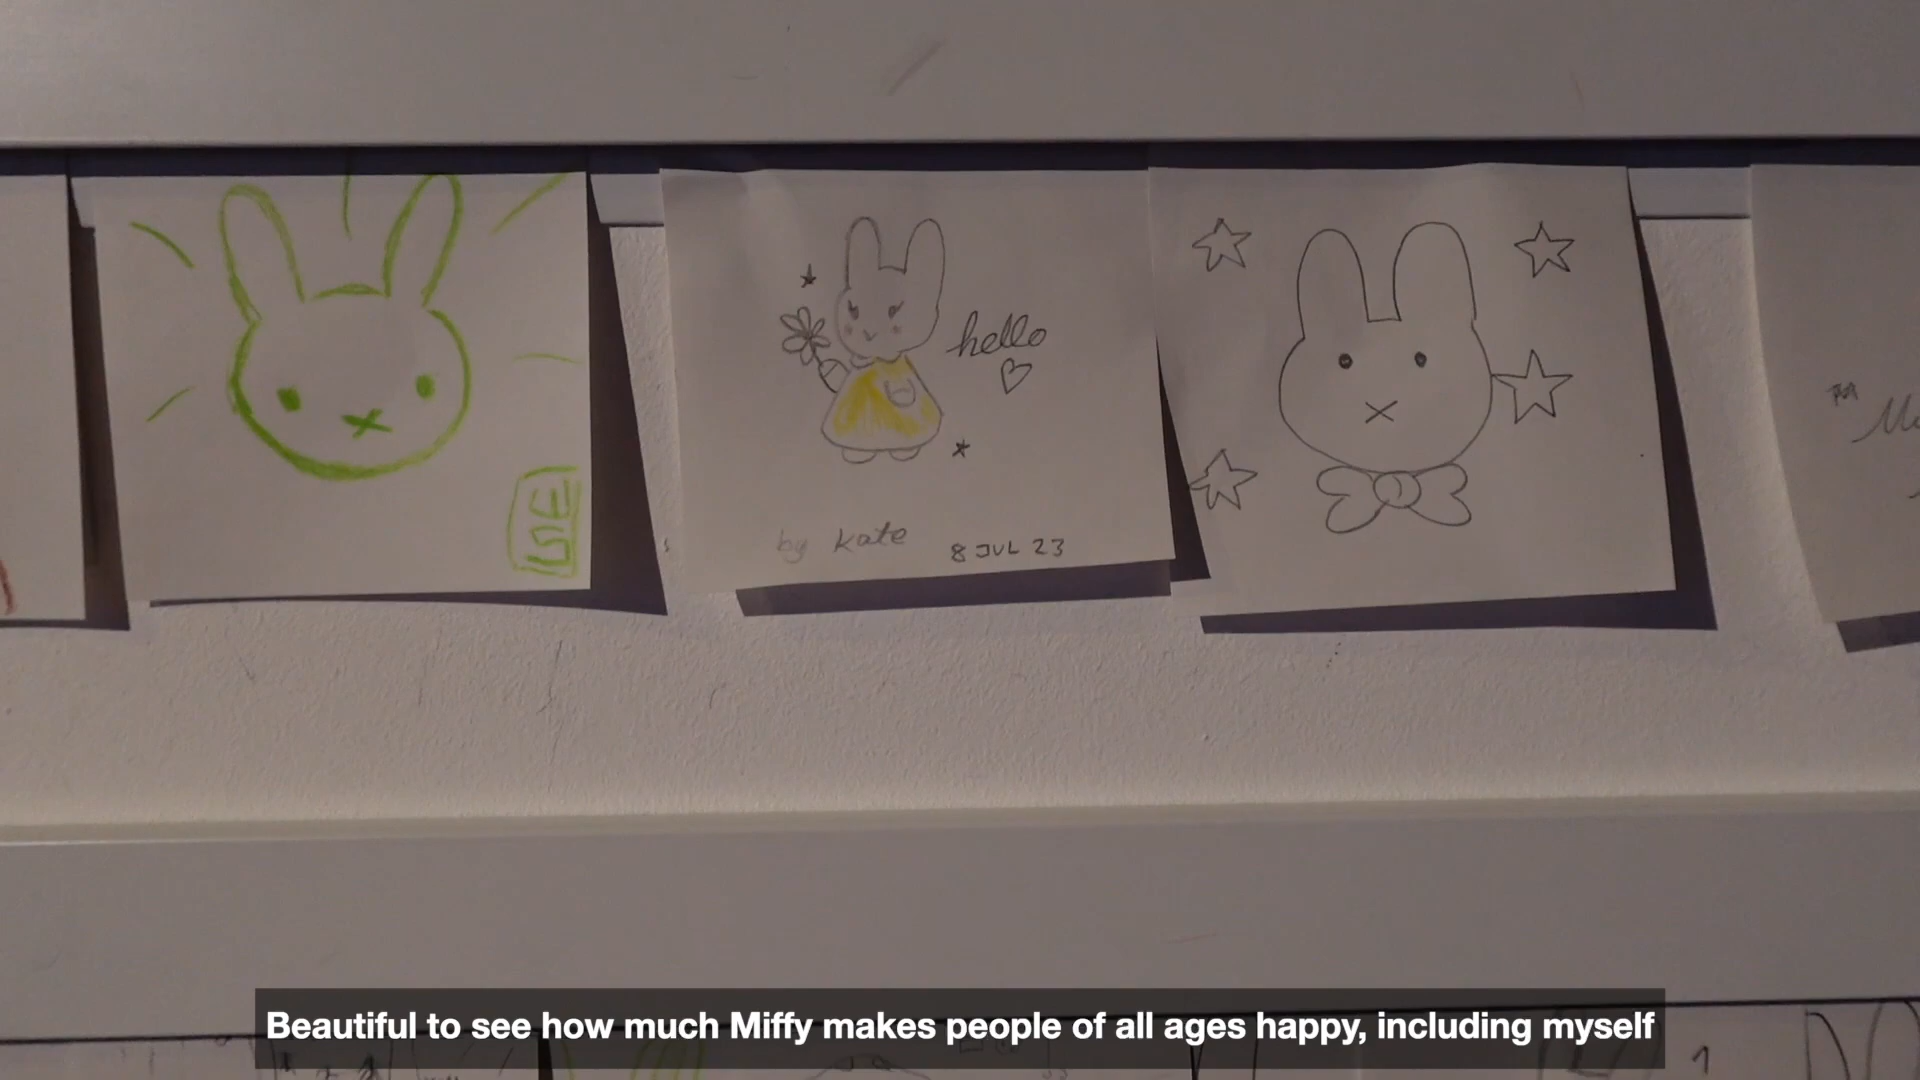 hello
by Kate
8 JUL 23
Beautiful to see how much Miffy makes people of all ages happy, including myself